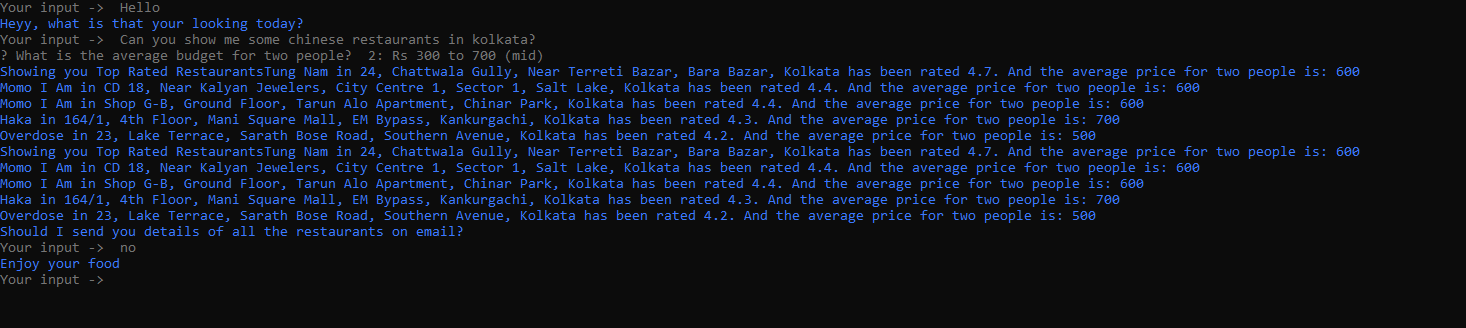 Your input ->  Hello
Heyy, what is that your looking today?
Your input ->  Can you show me some chinese restaurants in kolkata?
? What is the average budget for two people?  2: Rs 300 to 700 (mid)
Showing you Top Rated RestaurantsTung Nam in 24, Chattwala Gully, Near Terreti Bazar, Bara Bazar, Kolkata has been rated 4.7. And the average price for two people is: 600
Momo I Am in CD 18, Near Kalyan Jewelers, City Centre 1, Sector 1, Salt Lake, Kolkata has been rated 4.4. And the average price for two people is: 600
Momo I Am in Shop G-B, Ground Floor, Tarun Alo Apartment, Chinar Park, Kolkata has been rated 4.4. And the average price for two people is: 600
Haka in 164/1, 4th Floor, Mani Square Mall, EM Bypass, Kankurgachi, Kolkata has been rated 4.3. And the average price for two people is: 700
Overdose in 23, Lake Terrace, Sarath Bose Road, Southern Avenue, Kolkata has been rated 4.2. And the average price for two people is: 500
Showing you Top Rated RestaurantsTung Nam in 24, Chattwala Gully, Near Terreti Bazar, Bara Bazar, Kolkata has been rated 4.7. And the average price for two people is: 600
Momo I Am in CD 18, Near Kalyan Jewelers, City Centre 1, Sector 1, Salt Lake, Kolkata has been rated 4.4. And the average price for two people is: 600
Momo I Am in Shop G-B, Ground Floor, Tarun Alo Apartment, Chinar Park, Kolkata has been rated 4.4. And the average price for two people is: 600
Haka in 164/1, 4th Floor, Mani Square Mall, EM Bypass, Kankurgachi, Kolkata has been rated 4.3. And the average price for two people is: 700
Overdose in 23, Lake Terrace, Sarath Bose Road, Southern Avenue, Kolkata has been rated 4.2. And the average price for two people is: 500
Should I send you details of all the restaurants on email?
Your input ->  no
Enjoy your food
Your input ->